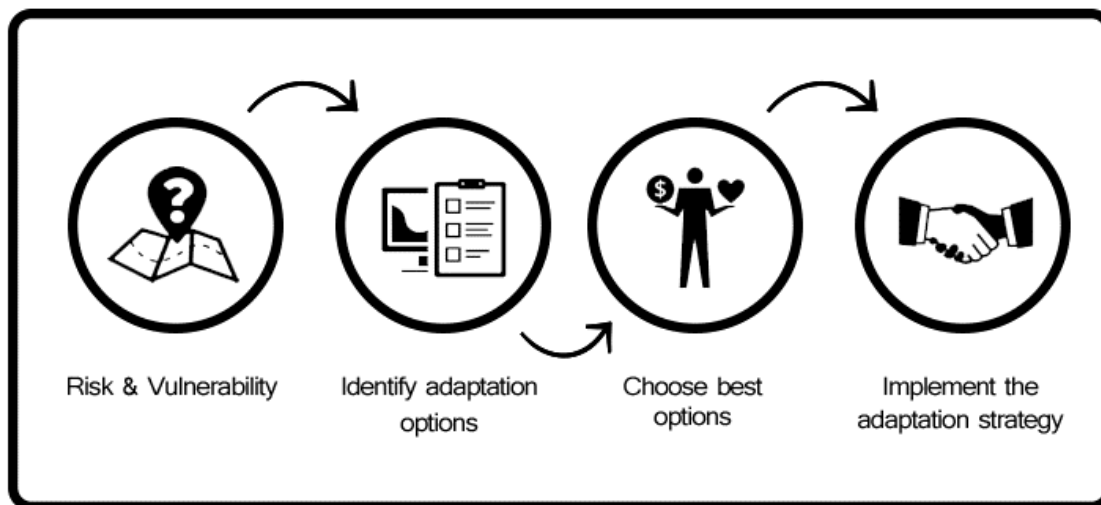 ?
$
Risk & Vulnerability
Identify adaptation
options
Choose best
options
Implement the
adaptation strategy